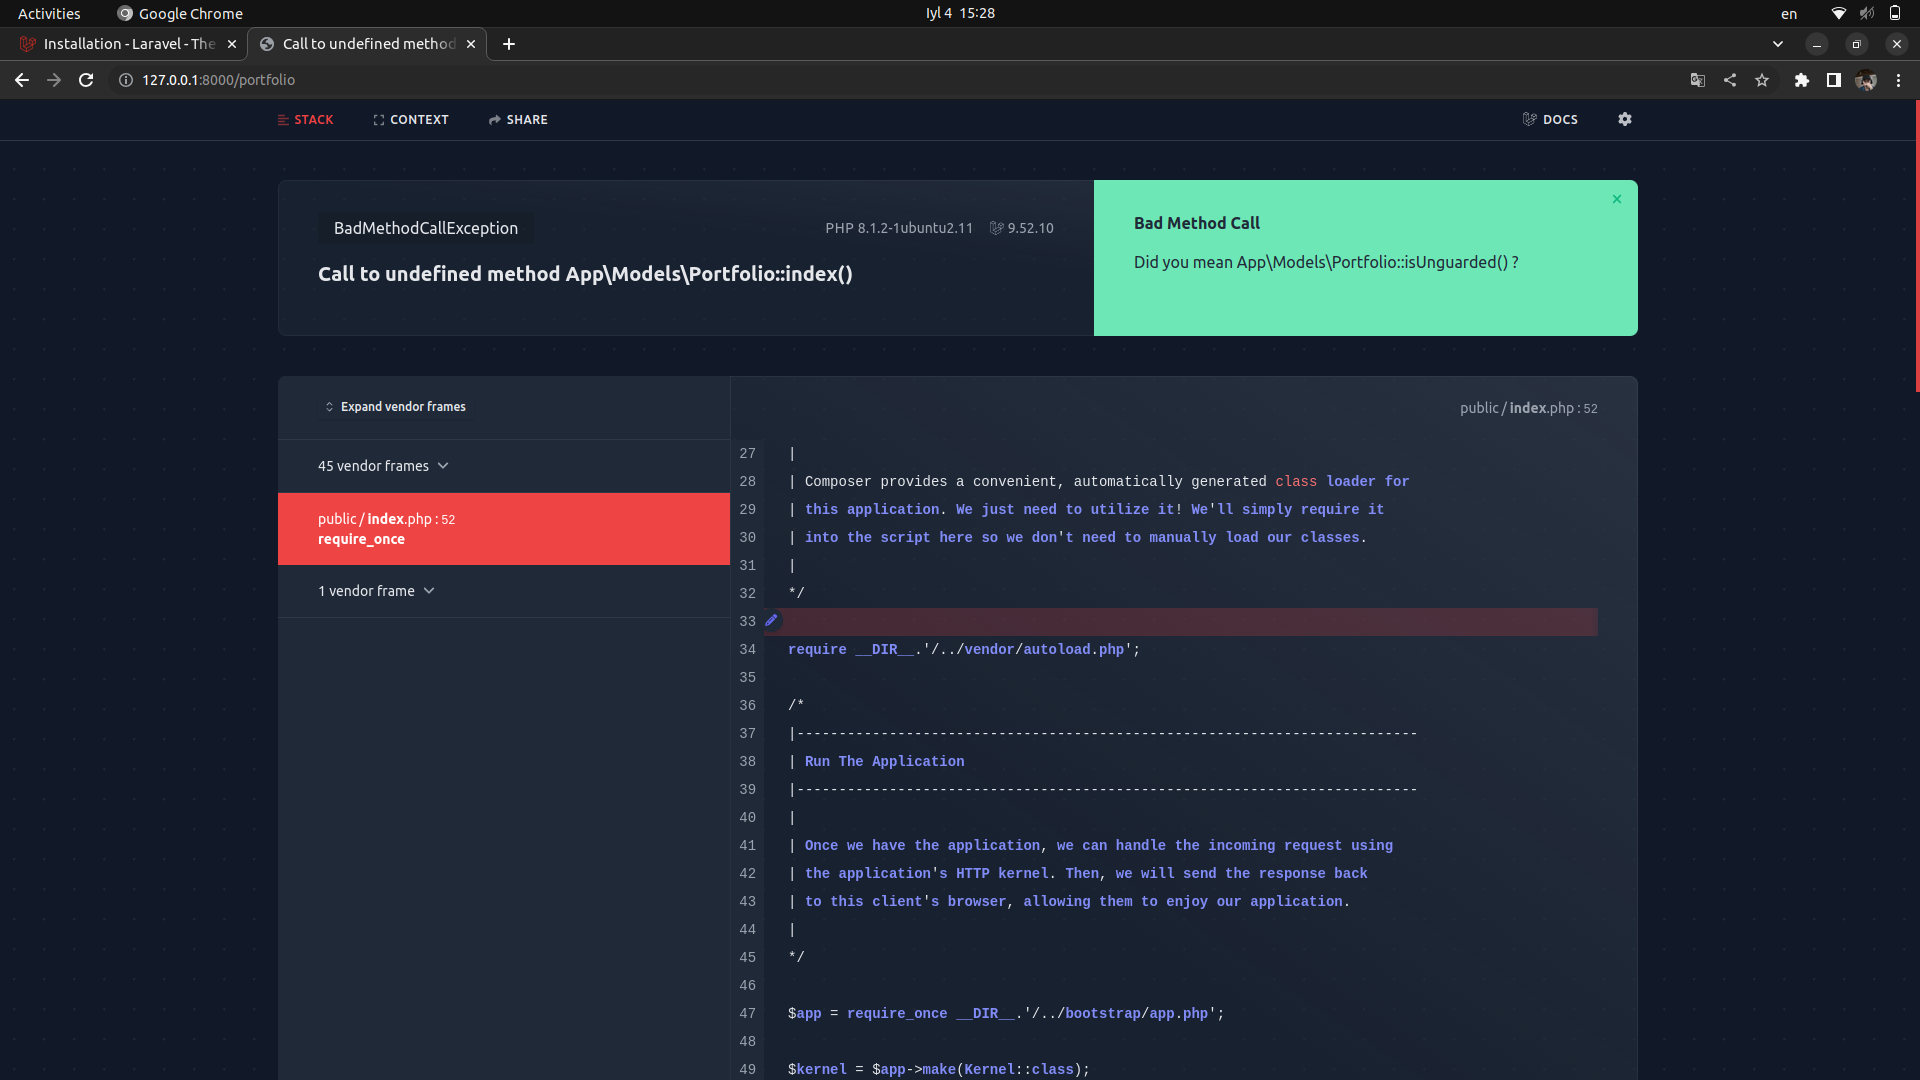 Activities
Google Chrome
Iyl 4 15:28
en
Installation - Laravel - The
Call to undefined method
127.0.0.1:8000/portfolio
STACK
CONTEXT
SHARE
DOCS
BadMethodCallException
PHP 8.1.2-1ubuntu2.11
9.52.10
Call to undefined method App\Models\Portfolio::index()
Bad Method Call
Did you mean App\Models\Portfolio::isUnguarded() ?
Expand vendor frames
45 vendor frames
public / index.php : 52
require_once
1 vendor frame
public / index.php : 52
27 |
28 | Composer provides a convenient, automatically generated class loader for
29 | this application. We just need to utilize it! We'll simply require it
30 | into the script here so we don't need to manually load our classes.
31 |
32 */
33
34 require __DIR__.'/../vendor/autoload.php';
35
36 /*
37 |--------------------------------------------------------------------------
38 | Run The Application
39 |--------------------------------------------------------------------------
40 |
41 | Once we have the application, we can handle the incoming request using
42 | the application's HTTP kernel. Then, we will send the response back
43 | to this client's browser, allowing them to enjoy our application.
44 |
45 */
46
47 $app = require_once __DIR__.'/../bootstrap/app.php';
48
49 $kernel = $app->make(Kernel::class);